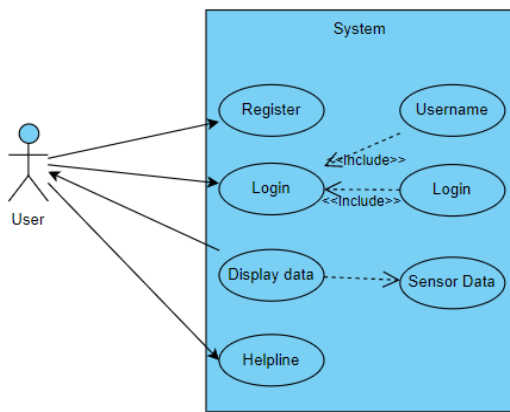 System
Register
Username
<<Include>>
Login
Login
<<Include>>
User
Display data
Sensor Data
Helpline